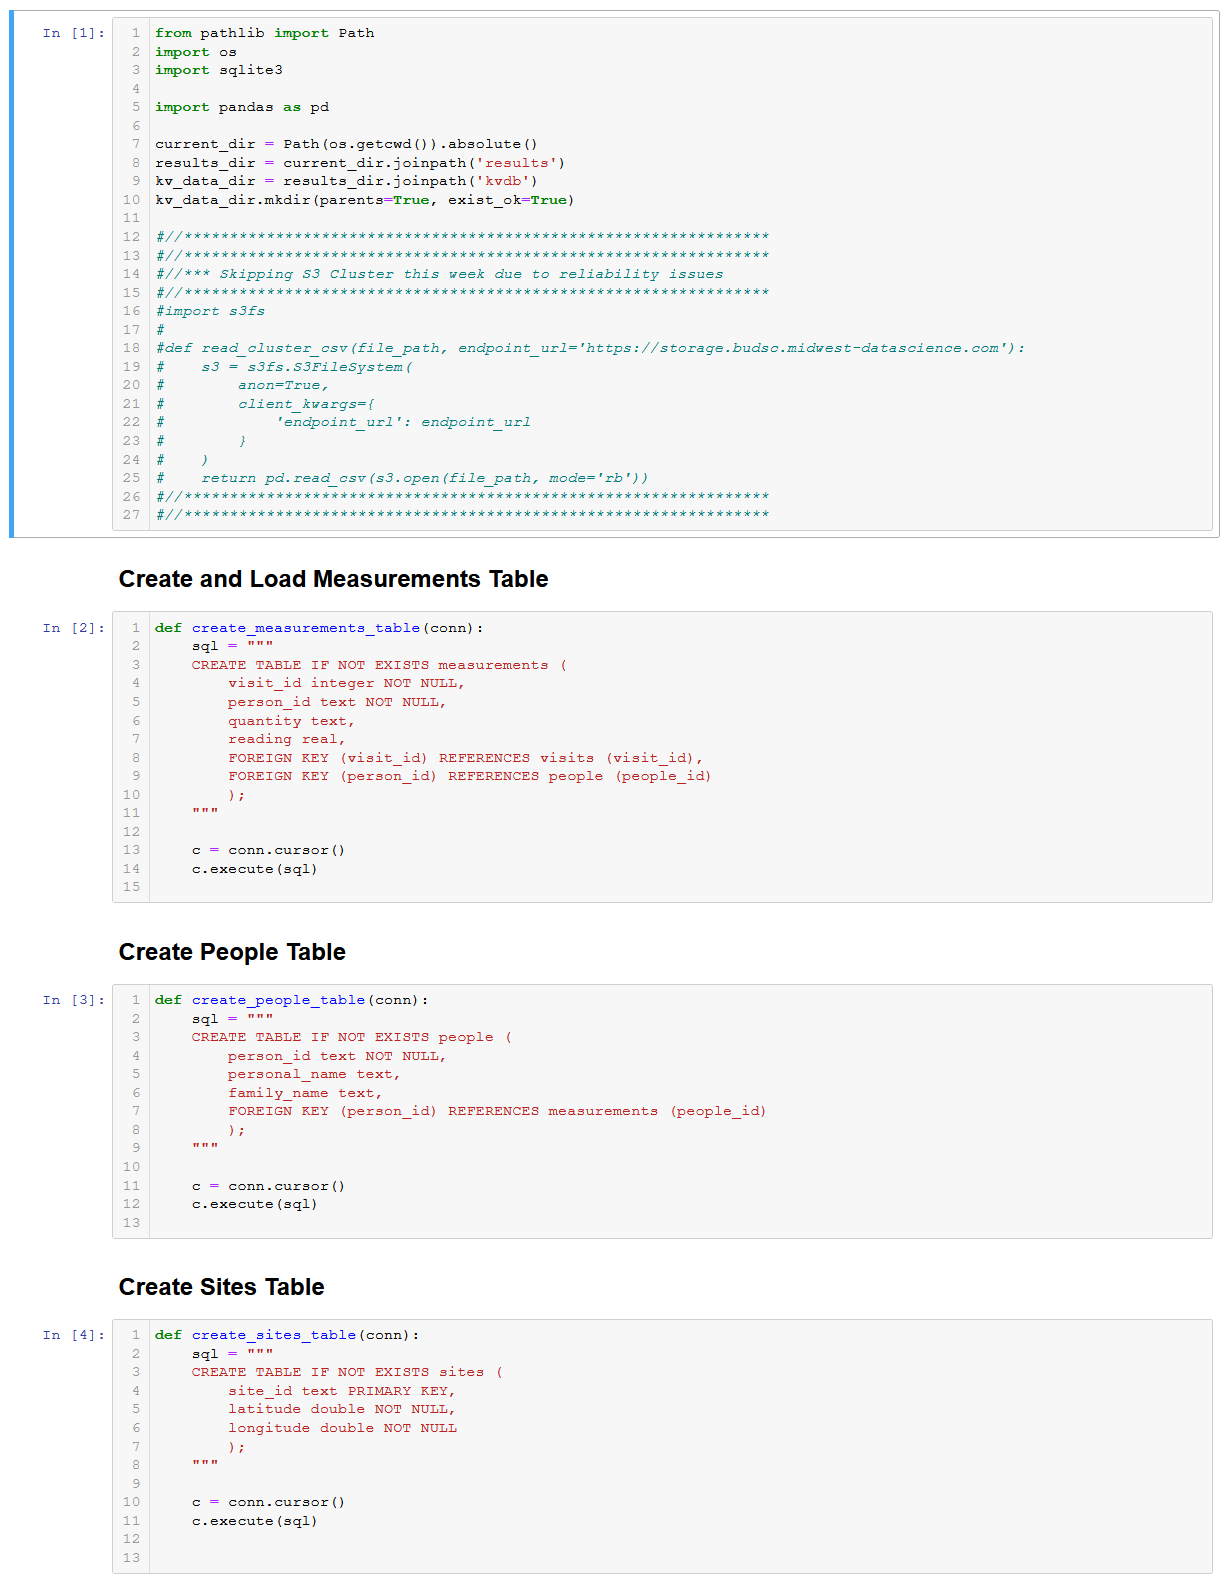 In [1]:
1 from pathlib import Path
2 import os
3 import sqlite3
4
5 import pandas as pd
6
7 current_dir = Path(os.getcwd()).absolute()
8 results_dir = current_dir.joinpath('results')
9 kv_data_dir = results_dir.joinpath('kvdb')
10 kv_data_dir.mkdir(parents=True, exist_ok=True)
11
12 #//****************************************************************
13 #//****************************************************************
14 #//*** Skipping S3 Cluster this week due to reliability issues
15 #//****************************************************************
16 #import s3fs
17 #
18 #def read_cluster_csv(file_path, endpoint_url='https://storage.budsc.midwest-datascience.com'):
19 #    s3 = s3fs.S3FileSystem(
20 #        anon=True,
21 #        client_kwargs={
22 #            'endpoint_url': endpoint_url
23 #        }
24 #    )
25 #    return pd.read_csv(s3.open(file_path, mode='rb'))
26 #//****************************************************************
27 #//****************************************************************
Create and Load Measurements Table
In [2]:
1 def create_measurements_table(conn):
2     sql = """
3     CREATE TABLE IF NOT EXISTS measurements (
4         visit_id integer NOT NULL,
5         person_id text NOT NULL,
6         quantity text,
7         reading real,
8         FOREIGN KEY (visit_id) REFERENCES visits (visit_id),
9         FOREIGN KEY (person_id) REFERENCES people (people_id)
10         );
11     """
12
13     c = conn.cursor()
14     c.execute(sql)
15
Create People Table
In [3]:
1 def create_people_table(conn):
2     sql = """
3     CREATE TABLE IF NOT EXISTS people (
4         person_id text NOT NULL,
5         personal_name text,
6         family_name text,
7         FOREIGN KEY (person_id) REFERENCES measurements (people_id)
8         );
9     """
10
11     c = conn.cursor()
12     c.execute(sql)
13
Create Sites Table
In [4]:
1 def create_sites_table(conn):
2     sql = """
3     CREATE TABLE IF NOT EXISTS sites (
4         site_id text PRIMARY KEY,
5         latitude double NOT NULL,
6         longitude double NOT NULL
7         );
8     """
9
10     c = conn.cursor()
11     c.execute(sql)
12
13